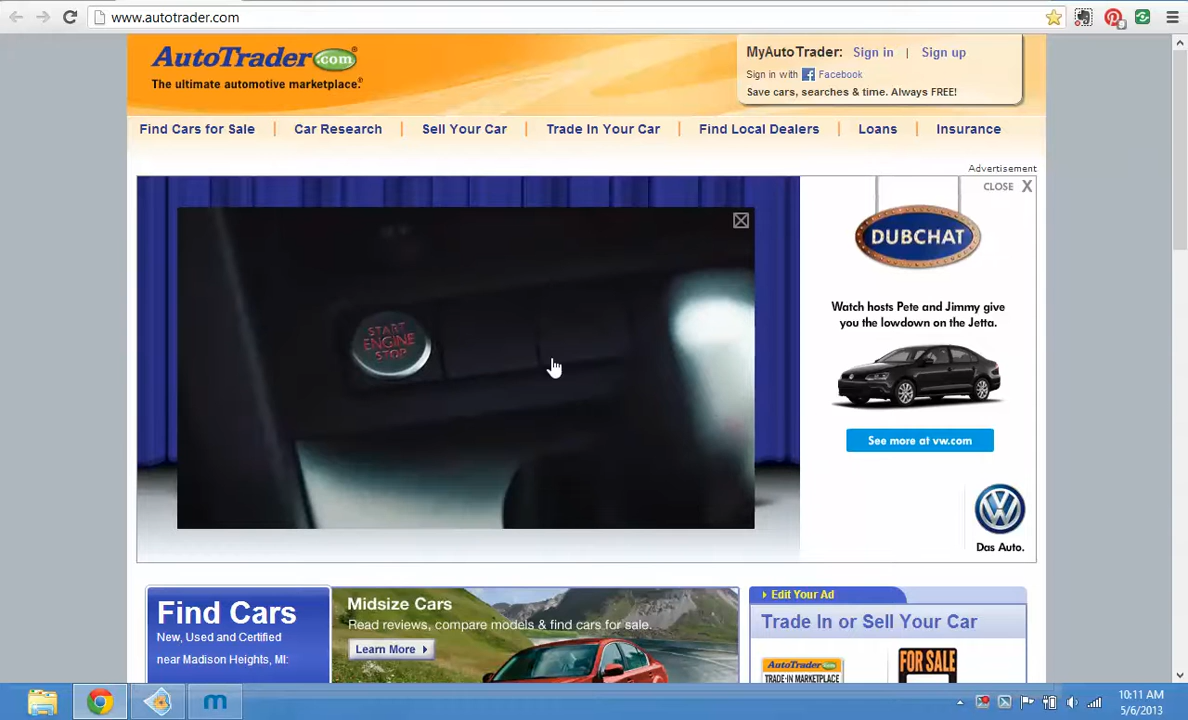 www.autotrader.com
AutoTrader.com®
The ultimate automotive marketplace.®
MyAutoTrader: Sign in | Sign up
Sign in with Facebook
Save cars, searches & time. Always FREE!
Find Cars for Sale | Car Research | Sell Your Car | Trade In Your Car | Find Local Dealers | Loans | Insurance
Advertisement
CLOSE X
DUBCHAT
START
ENGINE
STOP
Watch hosts Pete and Jimmy give
you the lowdown on the Jetta.
See more at vw.com
Das Auto.
Find Cars
New, Used and Certified
near Madison Heights, MI:
Midsize Cars
Read reviews, compare models & find cars for sale.
Learn More
Edit Your Ad
Trade In or Sell Your Car
AutoTrader.com
TRADE-IN MARKETPLACE
FOR SALE
10:11 AM
5/6/2013